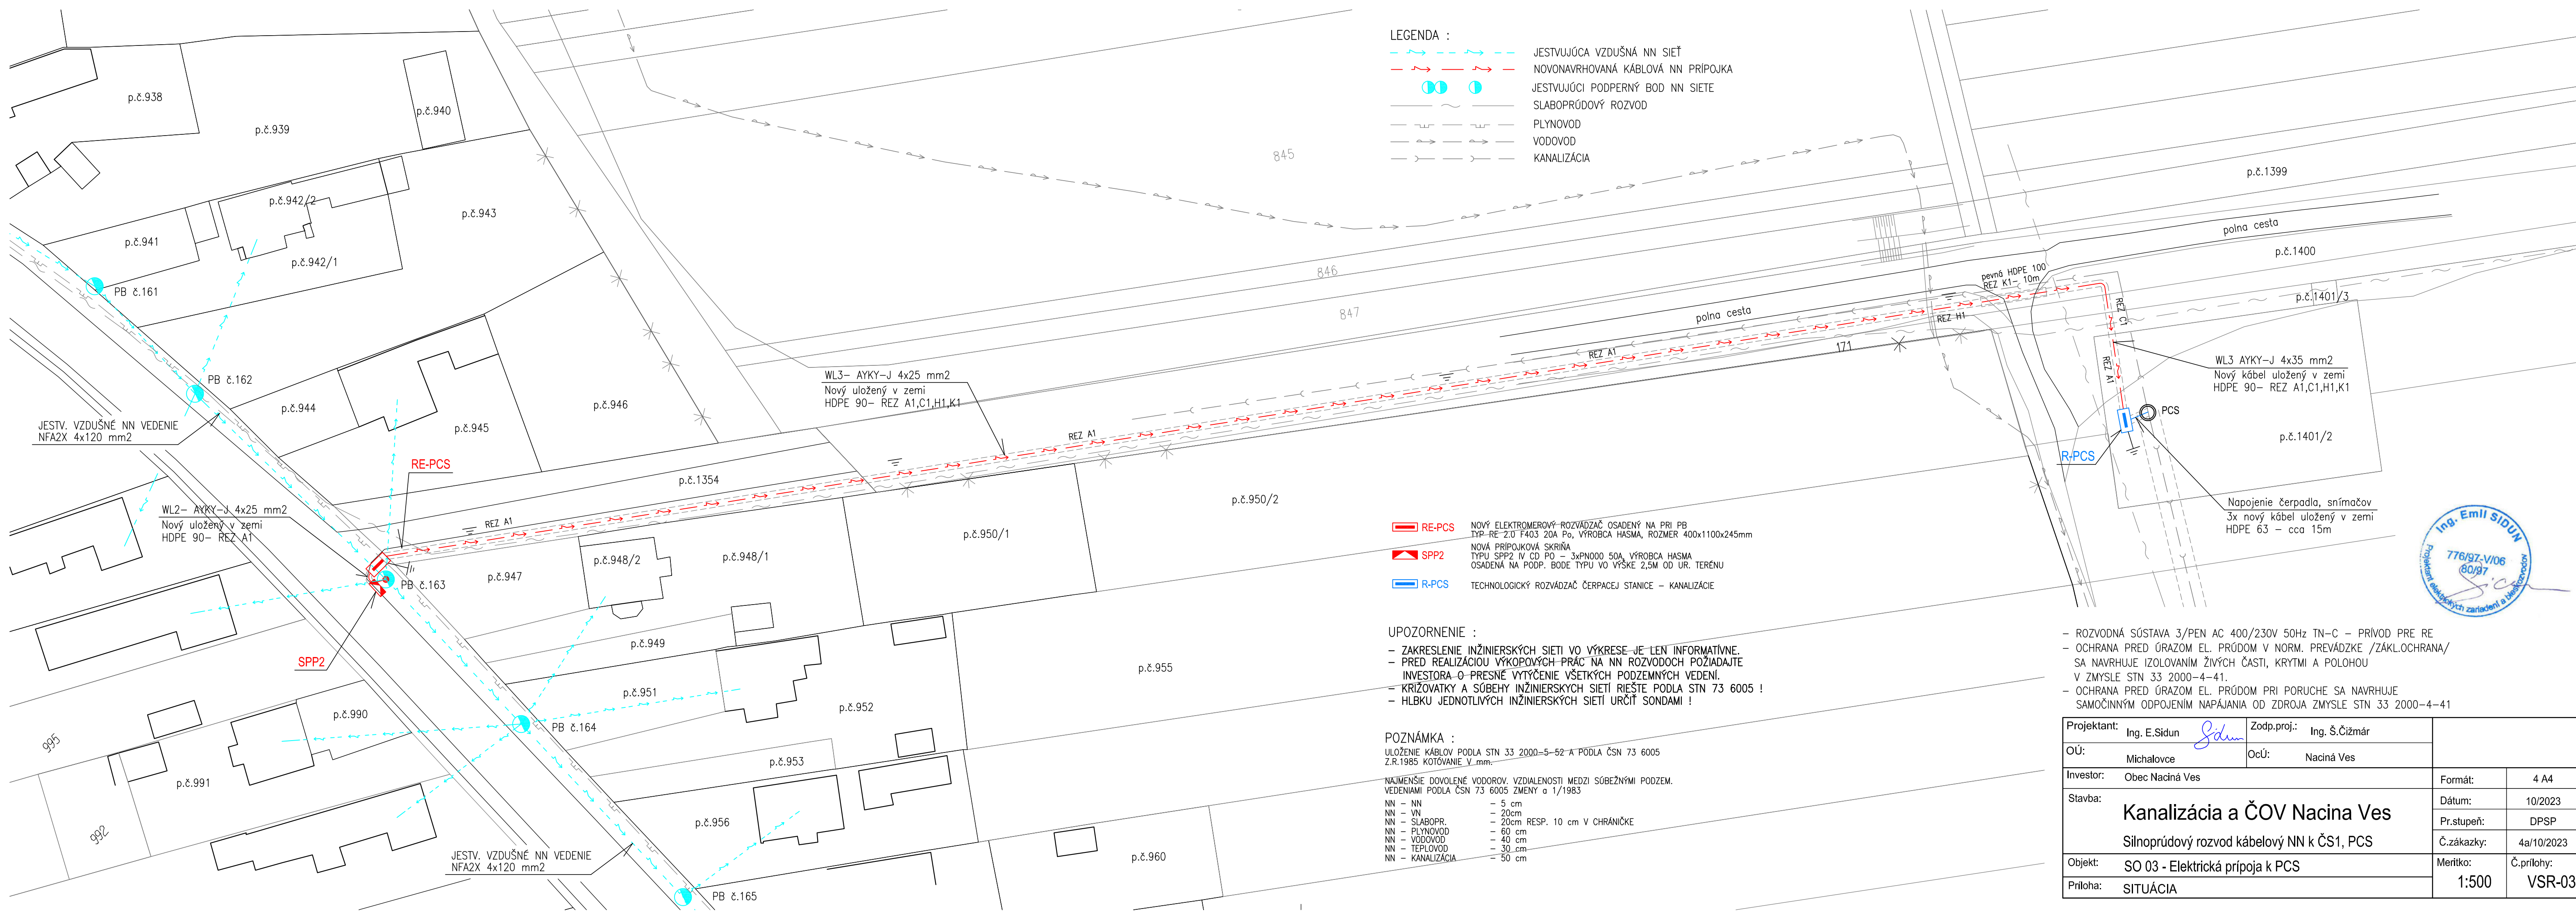 LEGENDA :
JESTVUJÚCA VZDUŠNÁ NN SIEŤ
NOVONAVRHOVANÁ KÁBLOVÁ NN PRÍPOJKA
JESTVUJÚCI PODPERNÝ BOD NN SIETE
SLABOPRÚDOVÝ ROZVOD
PLYNOVOD
VODOVOD
KANALIZÁCIA
p.č.938
p.č.939
p.č.940
p.č.942/2
p.č.943
p.č.941
p.č.942/1
PB č.161
PB č.162
p.č.944
p.č.945
p.č.946
845
846
847
p.č.1399
polna cesta
p.č.1400
p.č.1401/3
pevná HDPE 100
REZ K1- 10m
REZ H1
REZ C1
REZ A1
polna cesta
REZ A1
171
WL3 AYKY-J 4x35 mm2
Nový kábel uložený v zemi
HDPE 90- REZ A1,C1,H1,K1
PCS
p.č.1401/2
R-PCS
Napojenie čerpadla, snímačov
3x nový kábel uložený v zemi
HDPE 63 - cca 15m
WL3- AYKY-J 4x25 mm2
Nový uložený v zemi
HDPE 90- REZ A1,C1,H1,K1
REZ A1
JESTV. VZDUŠNÉ NN VEDENIE
NFA2X 4x120 mm2
RE-PCS
WL2- AYKY-J 4x25 mm2
Nový uložený v zemi
HDPE 90- REZ A1
REZ A1
p.č.1354
p.č.950/2
p.č.950/1
p.č.948/2
p.č.948/1
p.č.947
PB č.163
SPP2
p.č.949
p.č.951
p.č.952
p.č.955
p.č.990
PB č.164
995
p.č.953
p.č.991
992
p.č.956
p.č.960
JESTV. VZDUŠNÉ NN VEDENIE
NFA2X 4x120 mm2
PB č.165
RE-PCS
NOVÝ ELEKTROMEROVÝ ROZVÁDZAČ OSADENÝ NA PRI PB
TYP RE 2.0 F403 20A Po, VÝROBCA HASMA, ROZMER 400x1100x245mm
SPP2
NOVÁ PRÍPOJKOVÁ SKRIŇA
TYPU SPP2 IV CD PO - 3xPN000 50A, VÝROBCA HASMA
OSADENÁ NA PODP. BODE TYPU VO VÝŠKE 2,5M OD UR. TERÉNU
R-PCS
TECHNOLOGICKÝ ROZVÁDZAČ ČERPACEJ STANICE - KANALIZÁCIE
UPOZORNENIE :
- ZAKRESLENIE INŽINIERSKÝCH SIETI VO VÝKRESE JE LEN INFORMATÍVNE.
- PRED REALIZÁCIOU VÝKOPOVÝCH PRÁC NA NN ROZVODOCH POŽIADAJTE
INVESTORA O PRESNÉ VYTÝČENIE VŠETKÝCH PODZEMNÝCH VEDENÍ.
- KRIŽOVATKY A SÚBEHY INŽINIERSKYCH SIETÍ RIEŠTE PODLA STN 73 6005 !
- HLBKU JEDNOTLIVÝCH INŽINIERSKÝCH SIETÍ URČIŤ SONDAMI !
POZNÁMKA :
ULOŽENIE KÁBLOV PODLA STN 33 2000-5-52 A PODLA ČSN 73 6005
Z.R.1985 KOTOVANIE V mm.
NAJMENŠIE DOVOLENÉ VODOROV. VZDIALENOSTI MEDZI SÚBEŽNÝMI PODZEM.
VEDENIAMI PODLA ČSN 73 6005 ZMENY a 1/1983
NN - NN - 5 cm
NN - VN - 20cm
NN - SLABOPR. - 20cm RESP. 10 cm V CHRÁNIČKE
NN - PLYNOVOD - 60 cm
NN - VODOVOD - 40 cm
NN - TEPLOVOD - 30 cm
NN - KANALIZÁCIA - 50 cm
Ing. Emil SIDUN
776/97-V/06
80/97
Projektant elektrických zariadení a bleskozvodov
- ROZVODNÁ SÚSTAVA 3/PEN AC 400/230V 50Hz TN-C - PRÍVOD PRE RE
- OCHRANA PRED ÚRAZOM EL. PRÚDOM V NORM. PREVÁDZKE /ZÁKL.OCHRANA/
SA NAVRHUJE IZOLOVANÍM ŽIVÝCH ČASTI, KRYTMI A POLOHOU
V ZMYSLE STN 33 2000-4-41.
- OCHRANA PRED ÚRAZOM EL. PRÚDOM PRI PORUCHE SA NAVRHUJE
SAMOČINNÝM ODPOJENÍM NAPÁJANIA OD ZDROJA ZMYSLE STN 33 2000-4-41
Projektant: Ing. E.Sidun Sidun Zodp.proj.: Ing. Š.Čižmár
OÚ: Michalovce OcÚ: Naciná Ves
Investor: Obec Naciná Ves
Formát: 4 A4
Stavba: Kanalizácia a ČOV Nacina Ves
Dátum: 10/2023
Pr.stupeň: DPSP
Silnoprúdový rozvod kábelový NN k ČS1, PCS
Č.zákazky: 4a/10/2023
Objekt: SO 03 - Elektrická prípoja k PCS
Meritko: 1:500
Č.prílohy: VSR-03
Príloha: SITUÁCIA